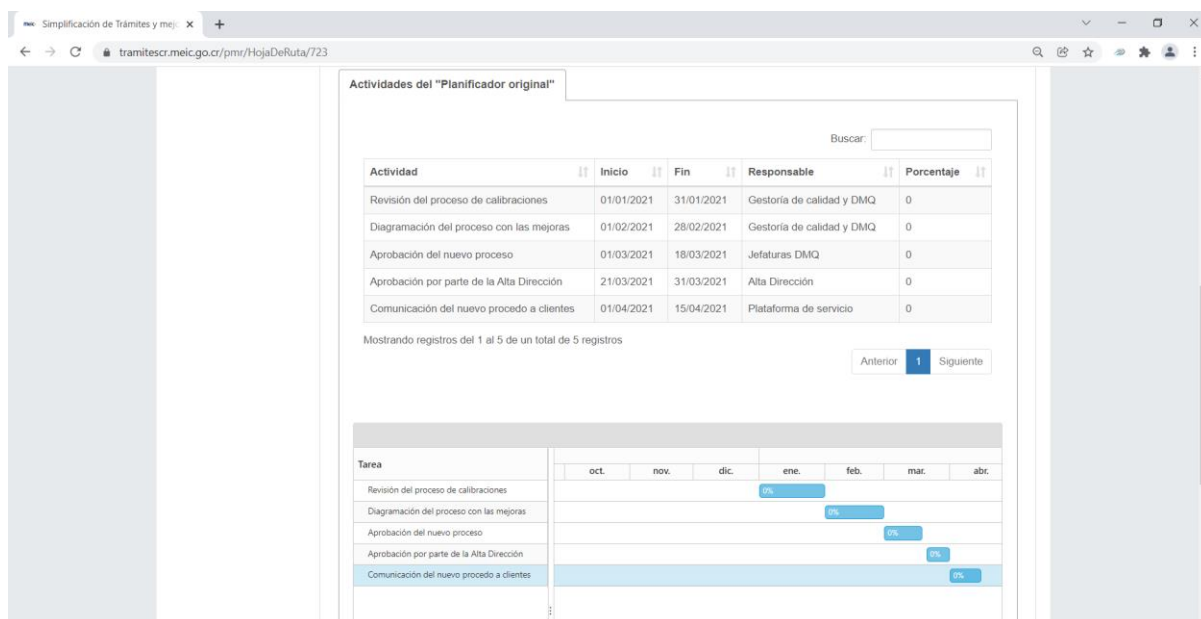 meic Simplificación de Trámites y mejo
tramitescr.meic.go.cr/pmr/HojaDeRuta/723
Actividades del "Planificador original"
Buscar:
Actividad Inicio Fin Responsable Porcentaje
Revisión del proceso de calibraciones 01/01/2021 31/01/2021 Gestoría de calidad y DMQ 0
Diagramación del proceso con las mejoras 01/02/2021 28/02/2021 Gestoría de calidad y DMQ 0
Aprobación del nuevo proceso 01/03/2021 18/03/2021 Jefaturas DMQ 0
Aprobación por parte de la Alta Dirección 21/03/2021 31/03/2021 Alta Dirección 0
Comunicación del nuevo procedo a clientes 01/04/2021 15/04/2021 Plataforma de servicio 0
Mostrando registros del 1 al 5 de un total de 5 registros
Anterior 1 Siguiente
Tarea oct. nov. dic. ene. feb. mar. abr.
Revisión del proceso de calibraciones 0%
Diagramación del proceso con las mejoras 0%
Aprobación del nuevo proceso 0%
Aprobación por parte de la Alta Dirección 0%
Comunicación del nuevo procedo a clientes 0%